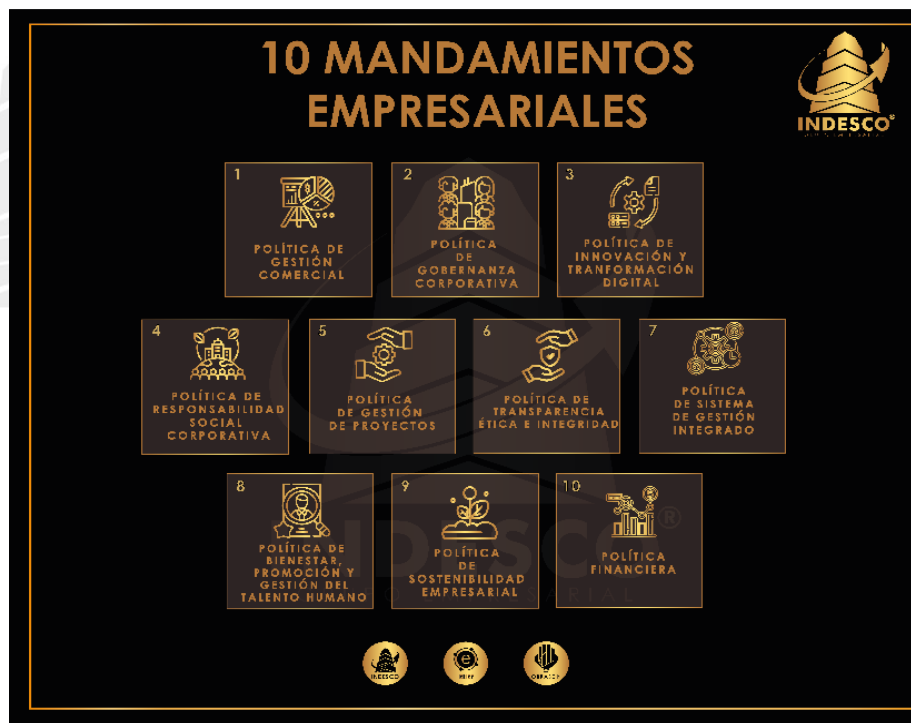 10 MANDAMIENTOS
EMPRESARIALES
INDESCO®
1
POLÍTICA DE
GESTIÓN
COMERCIAL
2
POLÍTICA
DE
GOBERNANZA
CORPORATIVA
3
POLÍTICA DE
INNOVACIÓN Y
TRANFORMACIÓN
DIGITAL
4
POLÍTICA DE
RESPONSABILIDAD
SOCIAL
CORPORATIVA
5
POLÍTICA
DE GESTIÓN
DE PROYECTOS
6
POLÍTICA DE
TRANSPARENCIA
ÉTICA E INTEGRIDAD
7
POLÍTICA
DE SISTEMA
DE GESTIÓN
INTEGRADO
8
POLÍTICA DE
BIENESTAR,
PROMOCIÓN Y
GESTIÓN DEL
TALENTO HUMANO
9
POLÍTICA
DE
SOSTENIBILIDAD
EMPRESARIAL
10
POLÍTICA
FINANCIERA
INDESCO®
INDESCO